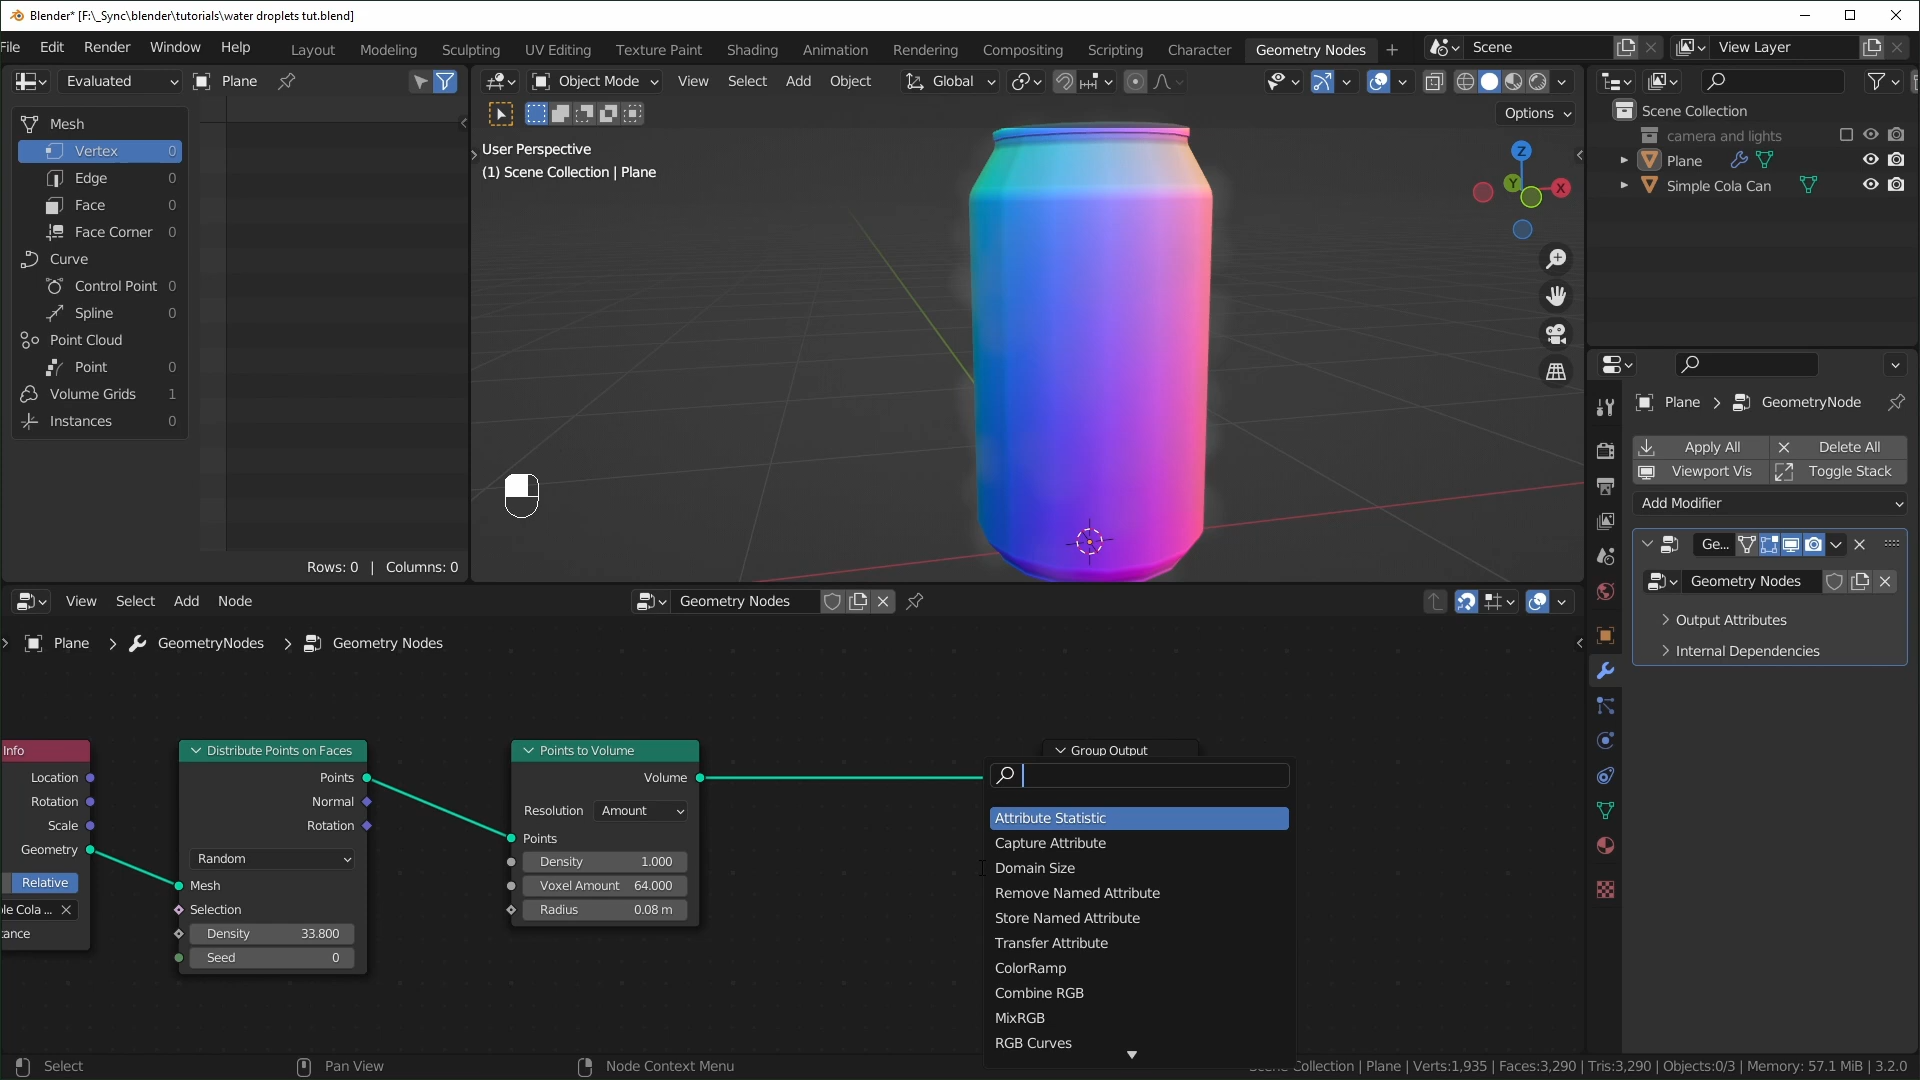 Blender* [F:\_Sync\blender\tutorials\water droplets tut.blend]
File Edit Render Window Help Layout Modeling Sculpting UV Editing Texture Paint Shading Animation Rendering Compositing Scripting Character Geometry Nodes + Scene View Layer
Evaluated Plane Object Mode View Select Add Object Global
Options
Mesh
Vertex 0
Edge 0
Face 0
Face Corner 0
Curve
Control Point 0
Spline 0
Point Cloud
Point 0
Volume Grids 1
Instances 0
Rows: 0 | Columns: 0
User Perspective
(1) Scene Collection | Plane
Z
Y
X
Scene Collection
camera and lights
Plane
Simple Cola Can
Plane > GeometryNode
Apply All Delete All
Viewport Vis Toggle Stack
Add Modifier
Ge...
Geometry Nodes
Output Attributes
Internal Dependencies
View Select Add Node Geometry Nodes
Plane > GeometryNodes > Geometry Nodes
Info
Location
Rotation
Scale
Geometry
Relative
le Cola ...
tance
Distribute Points on Faces
Points
Normal
Rotation
Random
Mesh
Selection
Density 33.800
Seed 0
Points to Volume
Volume
Resolution Amount
Points
Density 1.000
Voxel Amount 64.000
Radius 0.08 m
Group Output
Attribute Statistic
Capture Attribute
Domain Size
Remove Named Attribute
Store Named Attribute
Transfer Attribute
ColorRamp
Combine RGB
MixRGB
RGB Curves
Select Pan View Node Context Menu Scene Collection | Plane | Verts:1,935 | Faces:3,290 | Tris:3,290 | Objects:0/3 | Memory: 57.1 MiB | 3.2.0